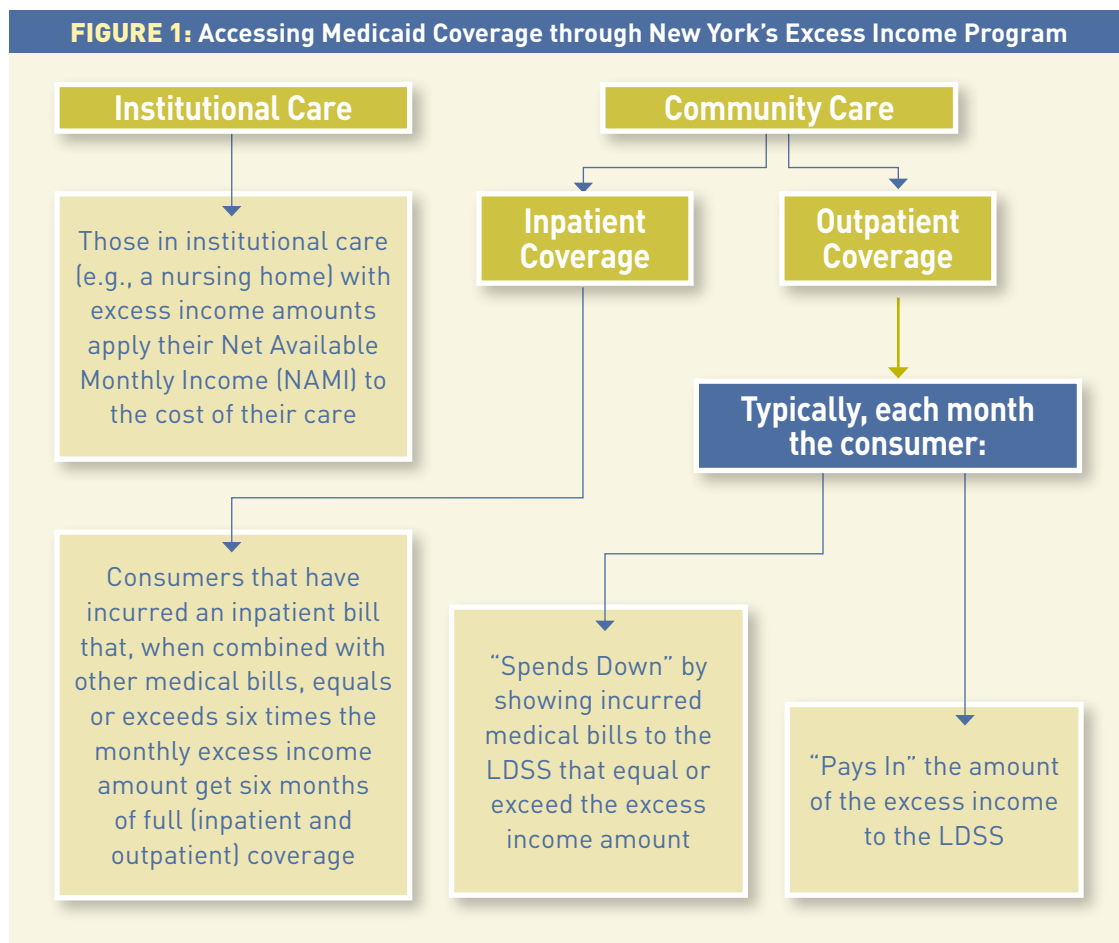 FIGURE 1: Accessing Medicaid Coverage through New York's Excess Income Program
Institutional Care
Those in institutional care
(e.g., a nursing home) with
excess income amounts
apply their Net Available
Monthly Income (NAMI) to
the cost of their care
Community Care
Inpatient
Coverage
Outpatient
Coverage
Consumers that have
incurred an inpatient bill
that, when combined with
other medical bills, equals
or exceeds six times the
monthly excess income
amount get six months
of full (inpatient and
outpatient) coverage
Typically, each month
the consumer:
“Spends Down” by
showing incurred
medical bills to the
LDSS that equal or
exceed the excess
income amount
“Pays In” the amount
of the excess income
to the LDSS